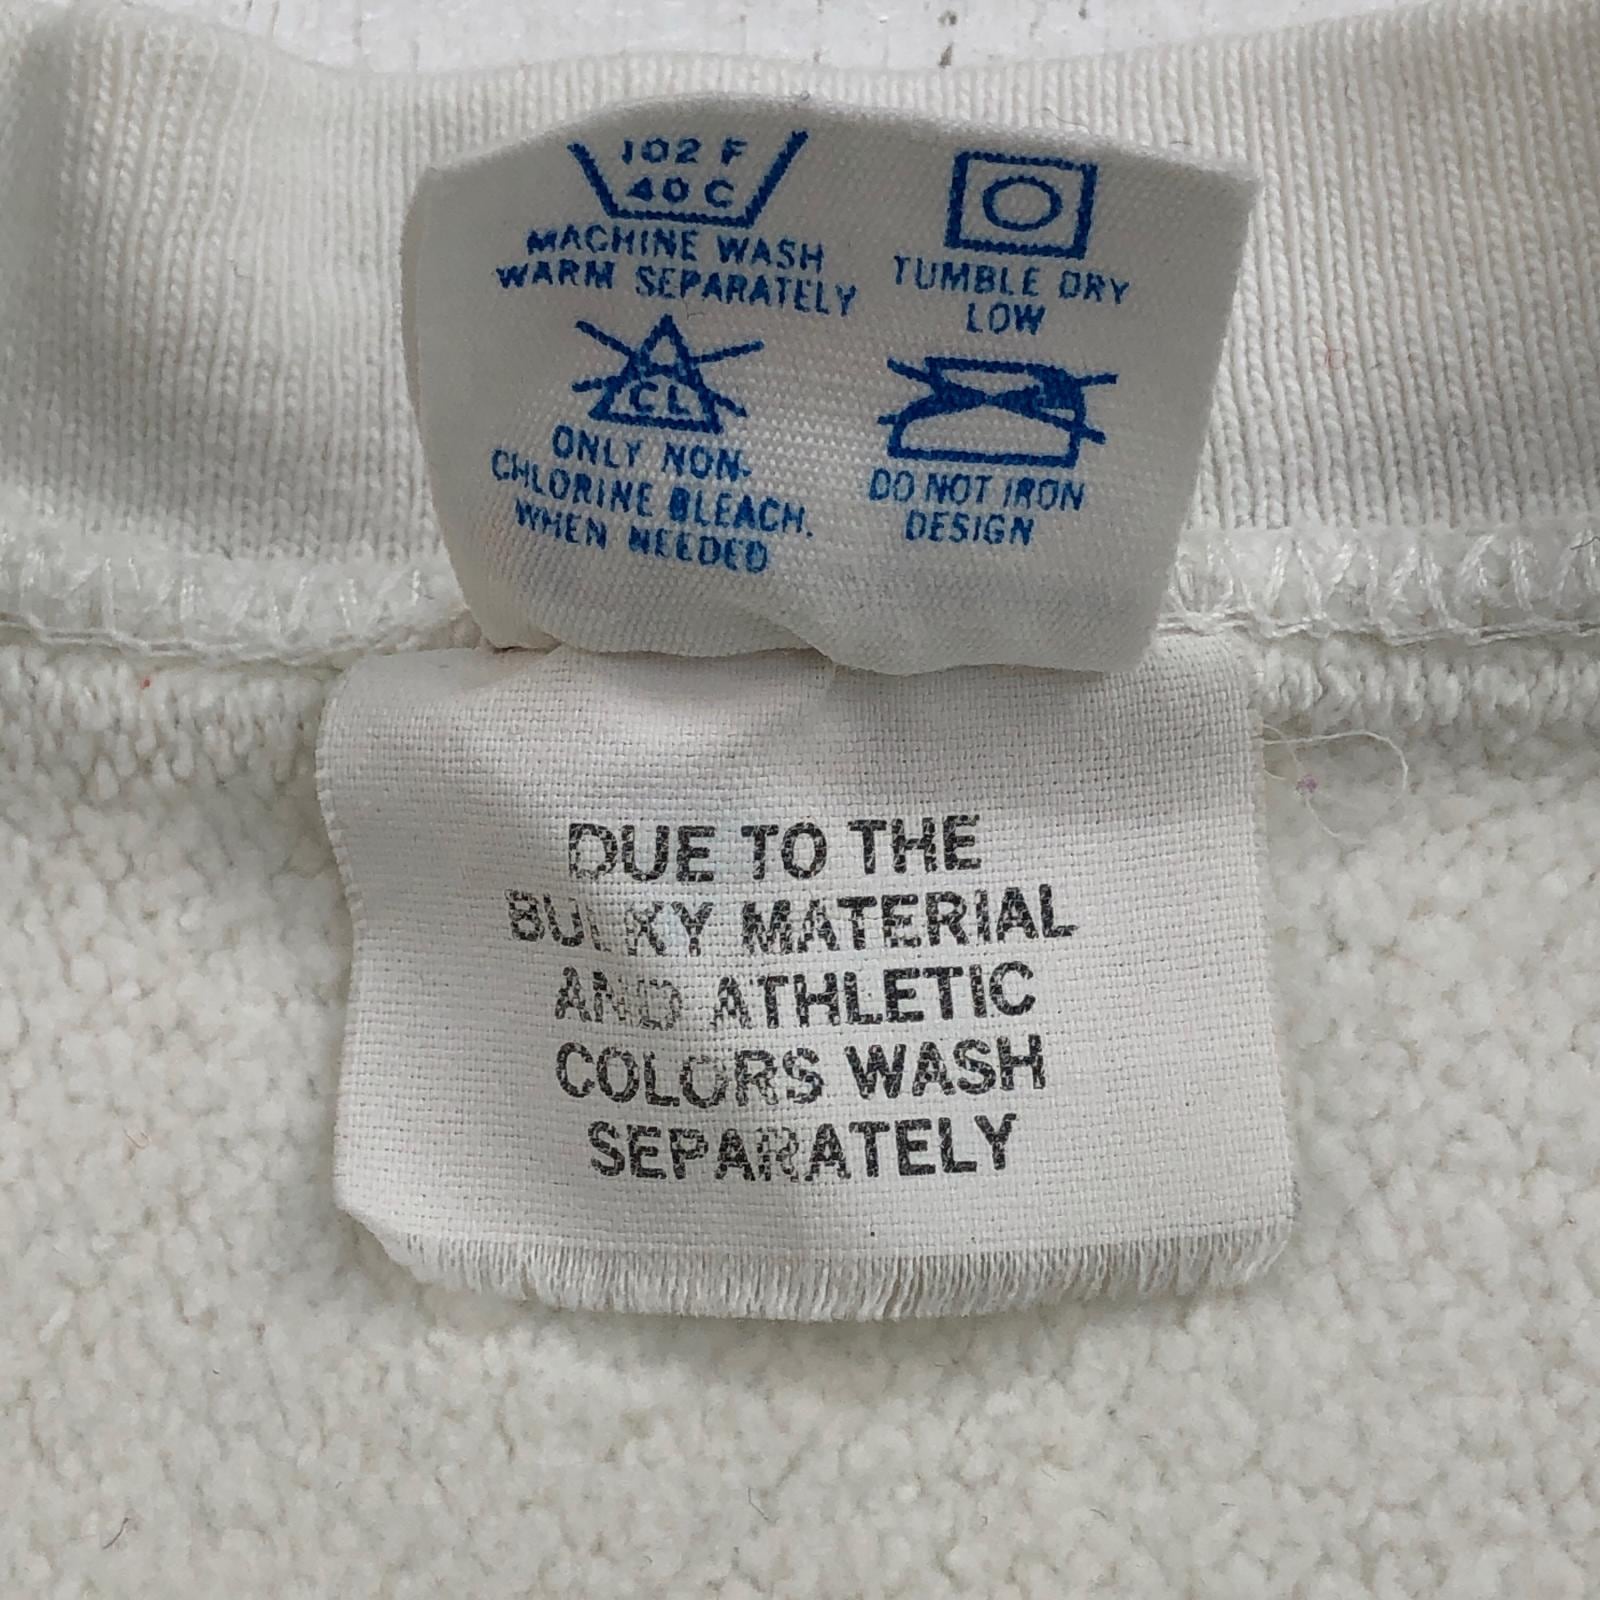 102 F
40 C
MACHINE WASH
WARM SEPARATELY
TUMBLE DRY
LOW
CL
ONLY NON-
CHLORINE BLEACH.
WHEN NEEDED
DO NOT IRON
DESIGN
DUE TO THE
BULKY MATERIAL
AND ATHLETIC
COLORS WASH
SEPARATELY